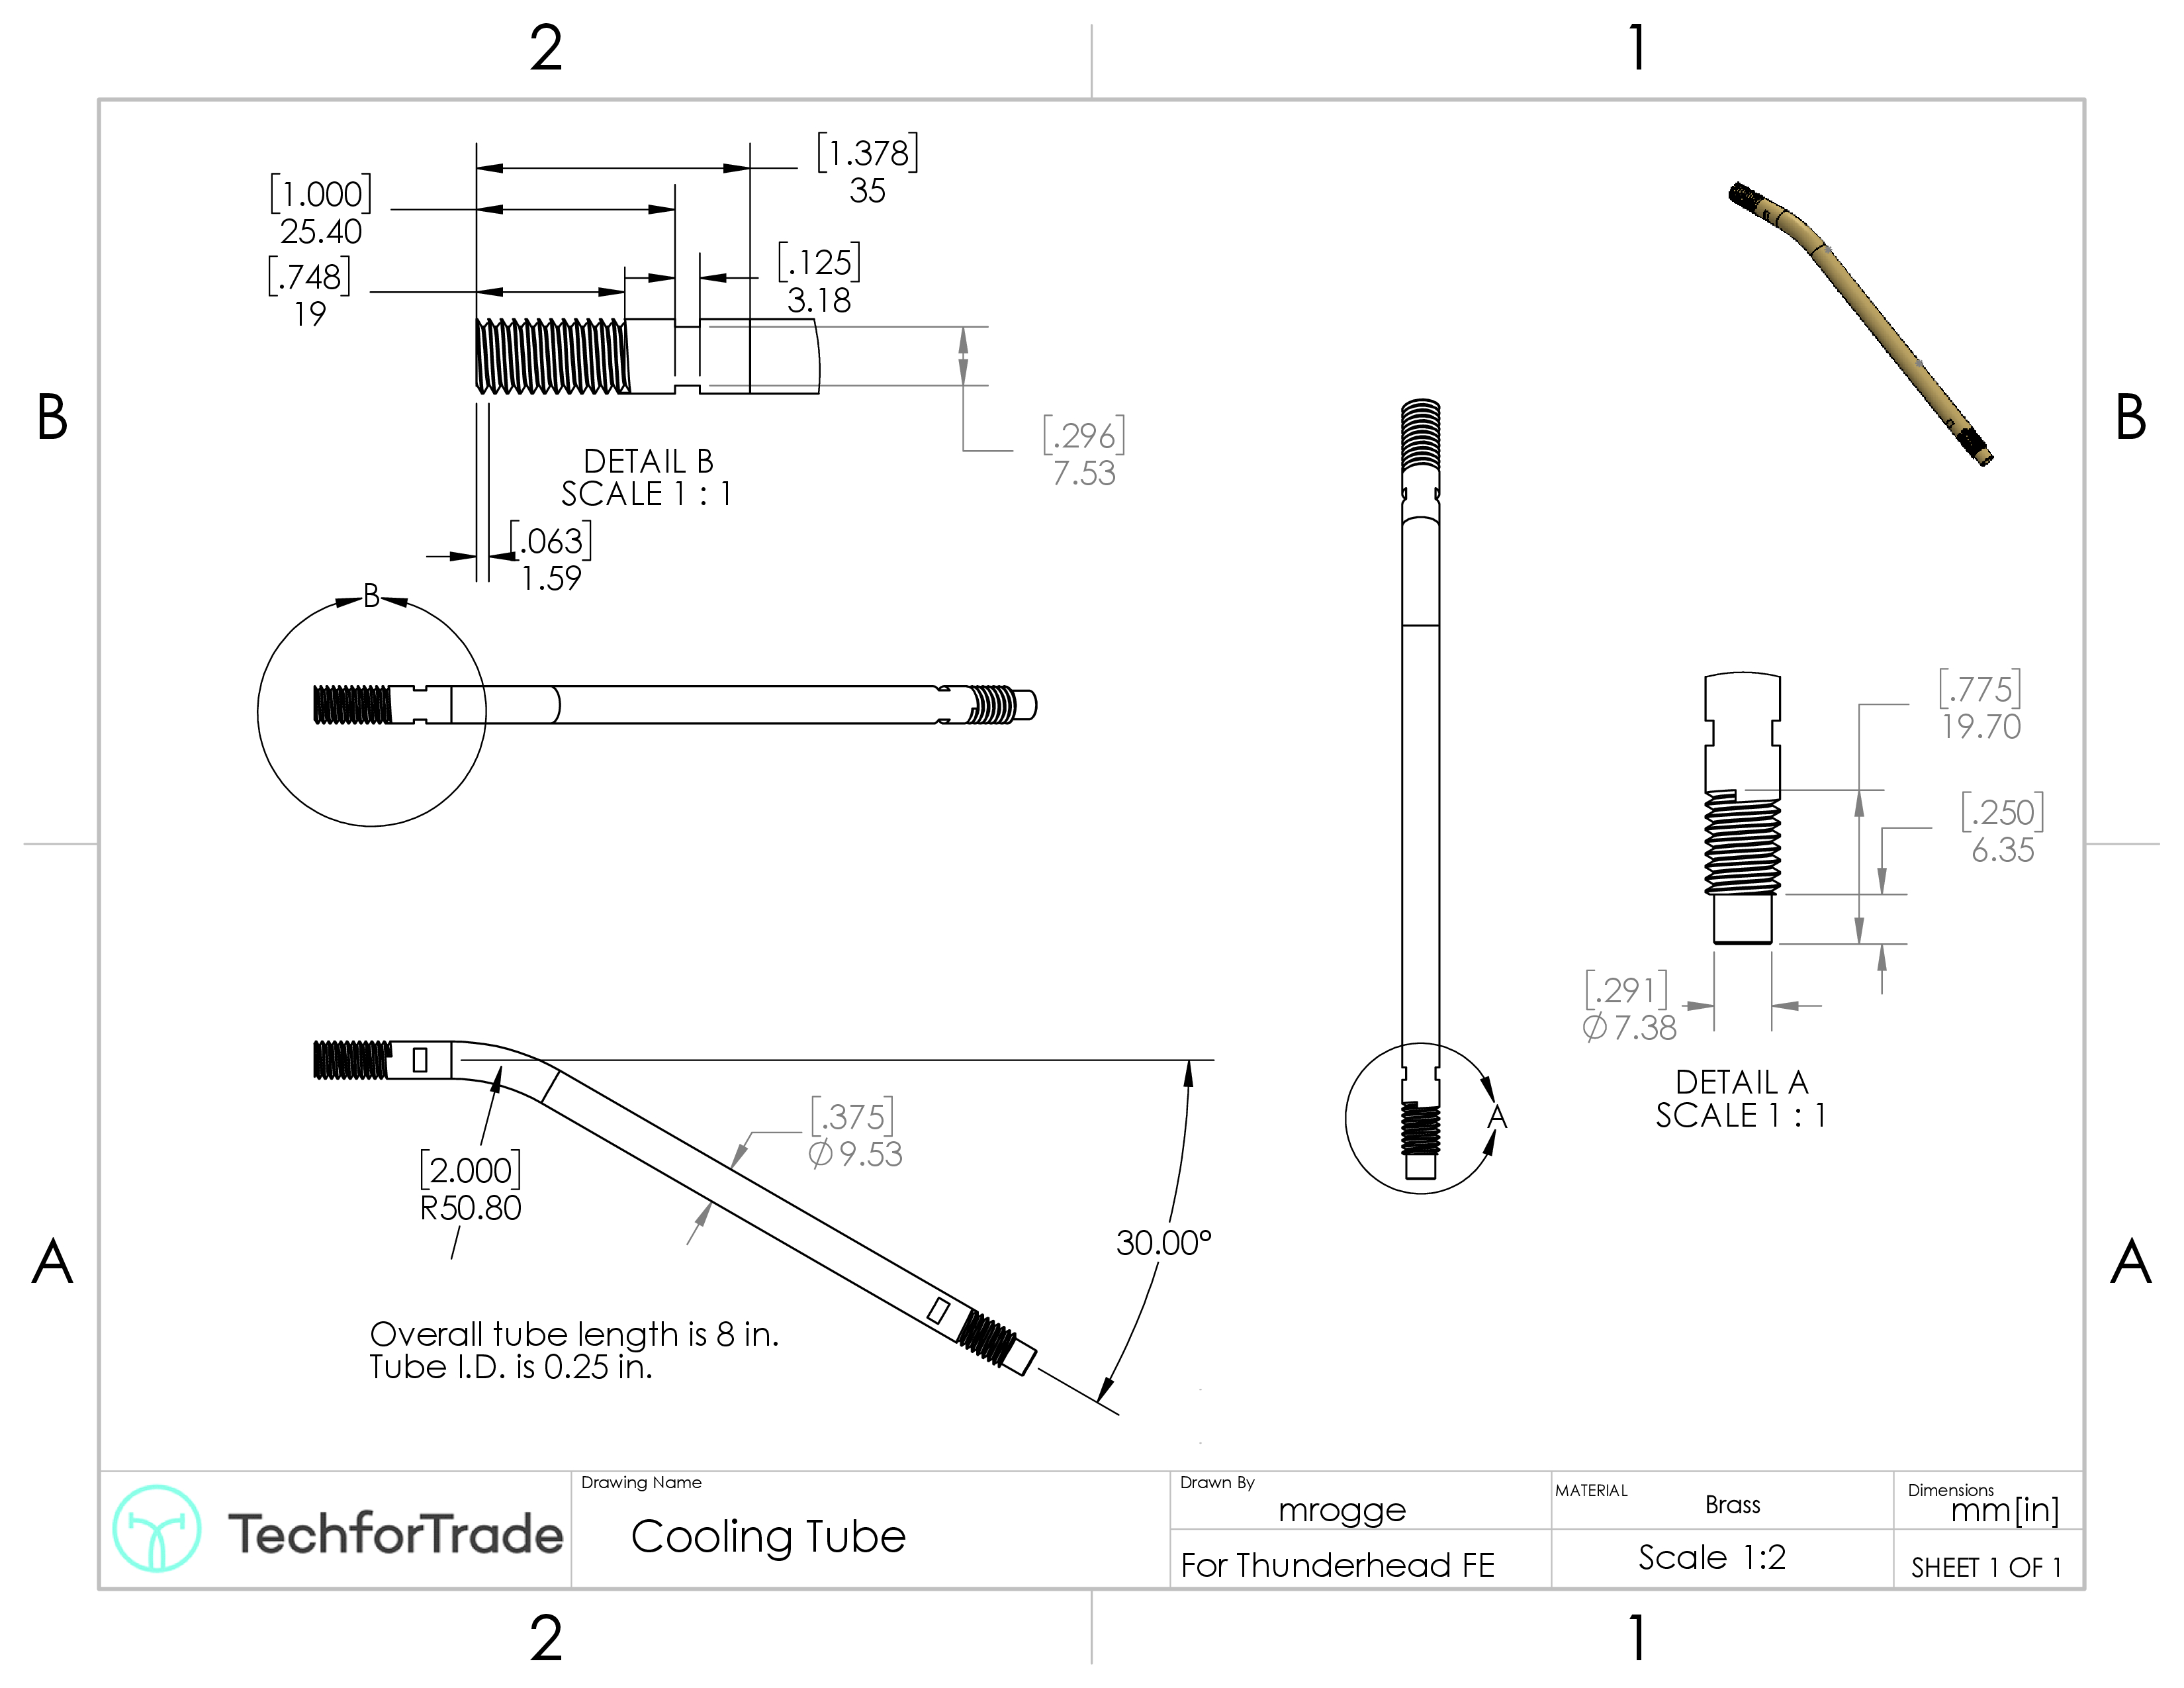 2
1
[1.378]
35
[1.000]
25.40
[.125]
3.18
[.748]
19
B
B
[.296]
7.53
DETAIL B
SCALE 1 : 1
[.063]
1.59
B
[.775]
19.70
[.250]
6.35
[.291]
Ø 7.38
DETAIL A
SCALE 1 : 1
A
[.375]
Ø 9.53
[2.000]
R50.80
30.00°
A
A
Overall tube length is 8 in.
Tube I.D. is 0.25 in.
TechforTrade
Drawing Name
Cooling Tube
Drawn By
mrogge
For Thunderhead FE
MATERIAL
Brass
Scale 1:2
Dimensions
mm[in]
SHEET 1 OF 1
2
1